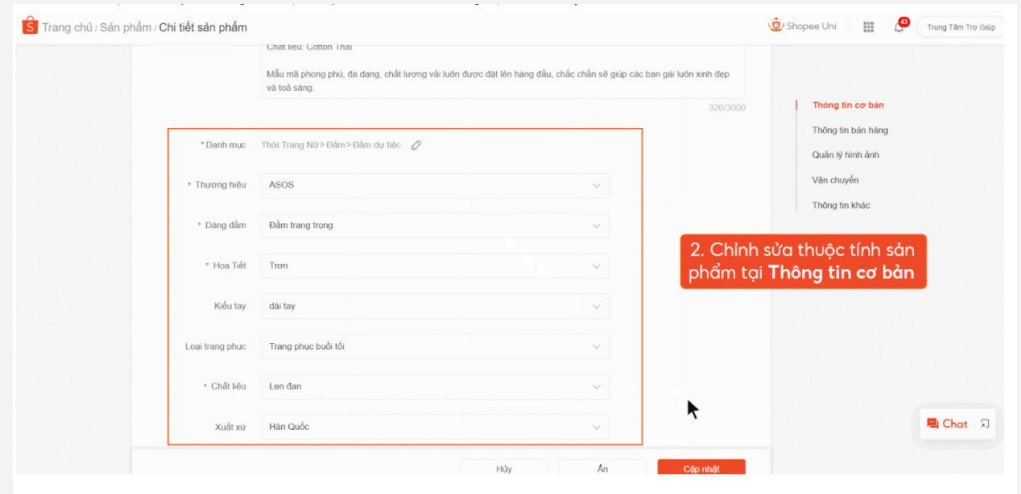 Trang chủ / Sản phẩm / Chi tiết sản phẩm
Shopee Uni
Trung Tâm Trợ Giúp
Chất liệu: Cotton Thái
Mẫu mã phong phú, đa dạng, chất lượng vải luôn được đặt lên hàng đầu, chắc chắn sẽ giúp các bạn gái luôn xinh đẹp
và toả sáng.
326/3000
* Danh mục Thời Trang Nữ > Đầm > Đầm dự tiệc
* Thương hiệu ASOS
* Dáng đầm Đầm trang trọng
* Hoạ Tiết Trơn
Kiểu tay dài tay
Loại trang phục Trang phục buổi tối
* Chất liệu Len đan
Xuất xứ Hàn Quốc
Thông tin cơ bản
Thông tin bán hàng
Quản lý hình ảnh
Vận chuyển
Thông tin khác
2. Chỉnh sửa thuộc tính sản
phẩm tại Thông tin cơ bản
Chat
Hủy
Ẩn
Cập nhật